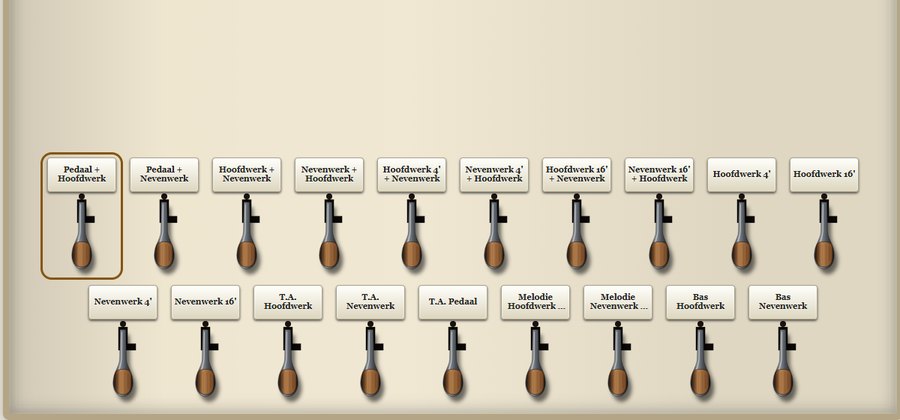 Pedaal +
Hoofdwerk
Pedaal +
Nevenwerk
Hoofdwerk +
Nevenwerk
Nevenwerk +
Hoofdwerk
Hoofdwerk 4'
+ Nevenwerk
Nevenwerk 4'
+ Hoofdwerk
Hoofdwerk 16'
+ Nevenwerk
Nevenwerk 16'
+ Hoofdwerk
Hoofdwerk 4'
Hoofdwerk 16'
Nevenwerk 4'
Nevenwerk 16'
T.A.
Hoofdwerk
T.A.
Nevenwerk
T.A. Pedaal
Melodie
Hoofdwerk ...
Melodie
Nevenwerk ...
Bas
Hoofdwerk
Bas
Nevenwerk